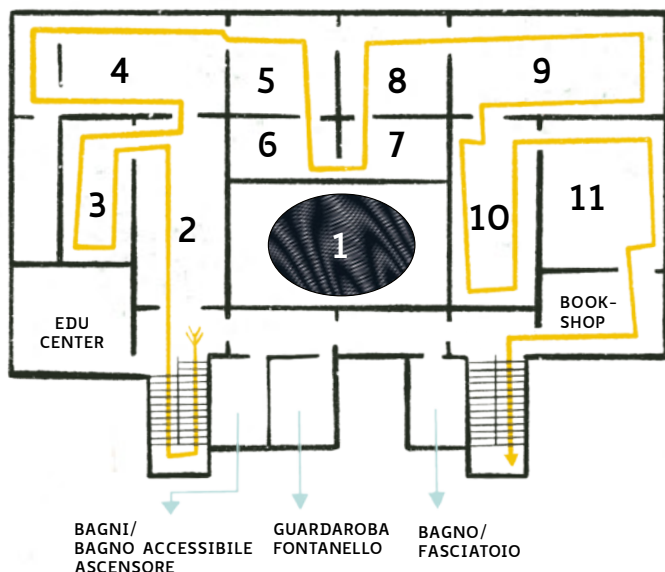 4
5
8
9
6
7
3
2
1
10
11
EDU
CENTER
BOOK-
SHOP
BAGNI/
BAGNO ACCESSIBILE
ASCENSORE
GUARDAROBA
FONTANELLO
BAGNO/
FASCIATOIO